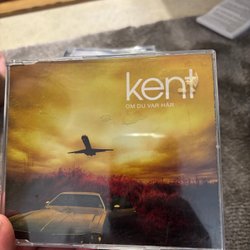 kent
OM DU VAR HÄR